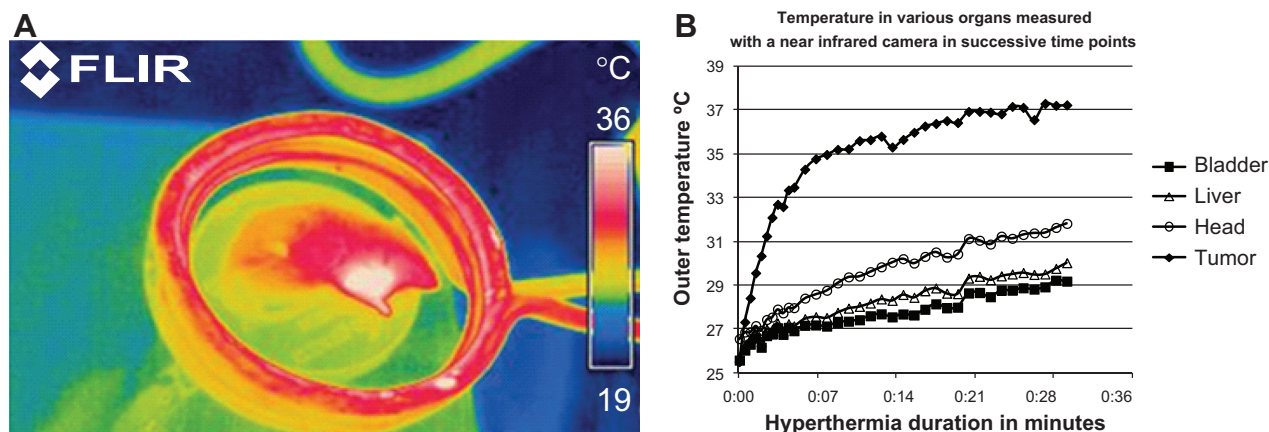 A
FLIR
°C
36
19
B
Temperature in various organs measured
with a near infrared camera in successive time points
Outer temperature ºC
39
37
35
33
31
29
27
25
0:00 0:07 0:14 0:21 0:28 0:36
Hyperthermia duration in minutes
Bladder
Liver
Head
Tumor